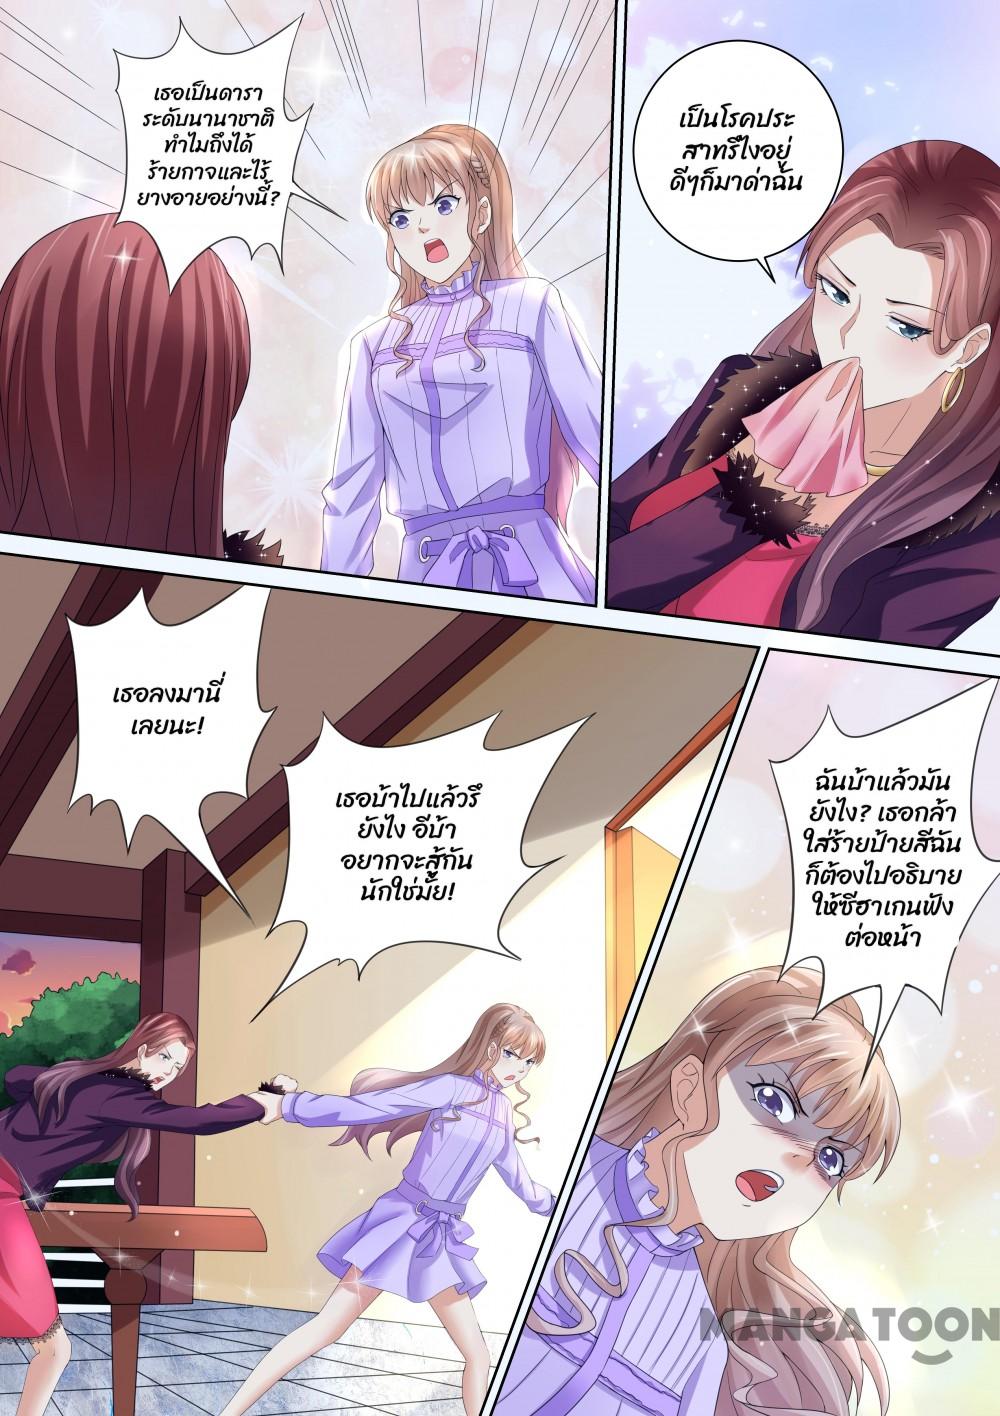 เธอเป็นดารา
ระดับนานาชาติ
ทำไมถึงได้
ร้ายกาจและไร้
ยางอายอย่างนี้?
เป็นโรคประ
สาทรึไงอยู่
ดีๆก็มาด่าฉัน
เธอลงมานี่
เลยนะ!
เธอบ้าไปแล้วรึ
ยังไง อีบ้า
อยากจะสู้กัน
นักใช่มั้ย!
ฉันบ้าแล้วมัน
ยังไง? เธอกล้า
ใส่ร้ายป้ายสีฉัน
ก็ต้องไปอธิบาย
ให้ซีฮาเกนฟัง
ต่อหน้า
MANGATOON